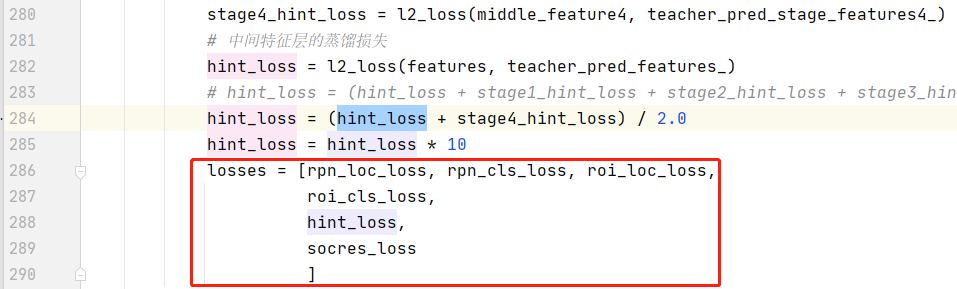 280 stage4_hint_loss = l2_loss(middle_feature4, teacher_pred_stage_features4_)
281 # 中间特征层的蒸馏损失
282 hint_loss = l2_loss(features, teacher_pred_features_)
283 # hint_loss = (hint_loss + stage1_hint_loss + stage2_hint_loss + stage3_hin
284 hint_loss = (hint_loss + stage4_hint_loss) / 2.0
285 hint_loss = hint_loss * 10
286 losses = [rpn_loc_loss, rpn_cls_loss, roi_loc_loss,
287 roi_cls_loss,
288 hint_loss,
289 socres_loss
290 ]